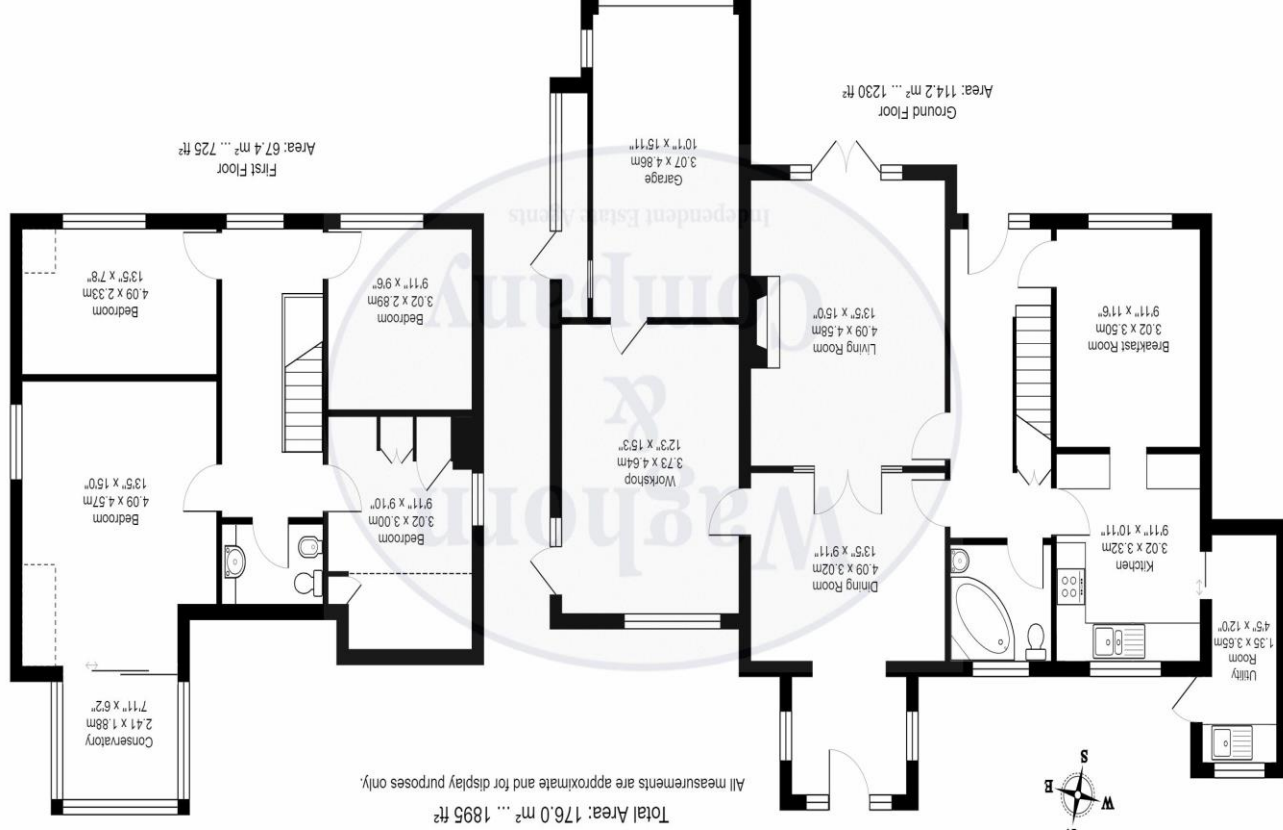 Total Area: 176.0 m² ... 1895 ft²
All measurements are approximate and for display purposes only.
W
E
S
Utility
Room
1.35 x 3.65m
4'5" x 12'0"
Kitchen
3.02 x 3.32m
9'11" x 10'11"
Breakfast Room
3.02 x 3.50m
9'11" x 11'6"
Dining Room
4.09 x 3.02m
13'5" x 9'11"
Living Room
4.09 x 4.58m
13'5" x 15'0"
Workshop
3.73 x 4.64m
12'3" x 15'3"
Garage
3.07 x 4.86m
10'1" x 15'11"
Ground Floor
Area: 114.2 m² ... 1230 ft²
Conservatory
2.41 x 1.88m
7'11" x 6'2"
Bedroom
3.02 x 3.00m
9'11" x 9'10"
Bedroom
4.09 x 4.57m
13'5" x 15'0"
Bedroom
3.02 x 2.89m
9'11" x 9'6"
Bedroom
4.09 x 2.33m
13'5" x 7'8"
First Floor
Area: 67.4 m² ... 725 ft²
Waghorn
&
Company
Independent Estate Agents